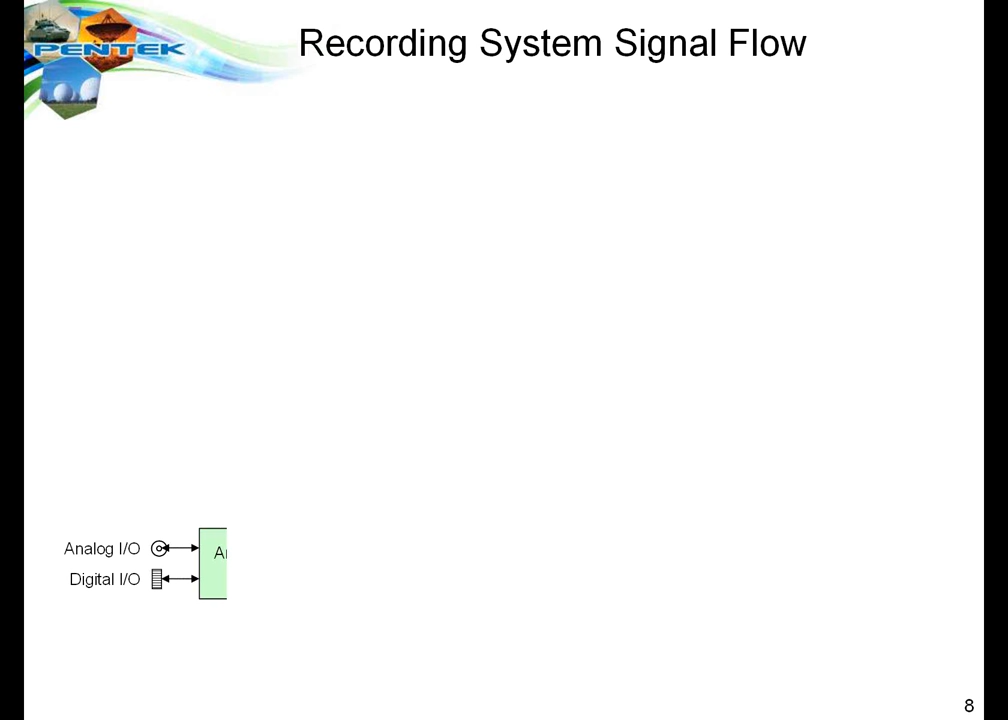 PENTEK
Recording System Signal Flow
Analog I/O
Digital I/O
8